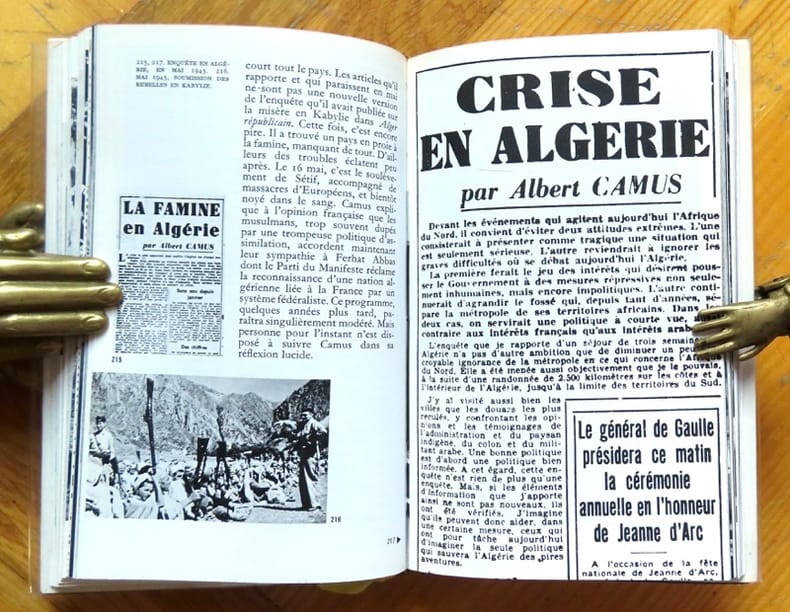 215, 217. ENQUÊTE EN ALGÉ-
RIE, EN MAI 1945. 216.
MAI 1945, SOUMISSION DES
REBELLES EN KABYLIE.
court tout le pays. Les articles qu'il
rapporte et qui paraissent en mai
ne sont pas une nouvelle version
de l'enquête qu'il avait publiée sur
la misère en Kabylie dans Alger
républicain. Cette fois, c'est encore
pire. Il a trouvé un pays en proie à
la famine, manquant de tout. D'ail-
leurs des troubles éclatent peu
après. Le 16 mai, c'est le soulève-
ment de Sétif, accompagné de
massacres d'Européens, et bientôt
noyé dans le sang. Camus expli-
que à l'opinion française que les
musulmans, trop souvent dupés
par une trompeuse politique d'as-
similation, accordent maintenant
leur sympathie à Ferhat Abbas
dont le Parti du Manifeste réclame
la reconnaissance d'une nation al-
gérienne liée à la France par un
système fédéraliste. Ce programme,
quelques années plus tard, pa-
raîtra singulièrement modéré. Mais
personne pour l'instant n'est dis-
posé à suivre Camus dans sa
réflexion lucide.
LA FAMINE
en Algérie
par Albert CAMUS
Sans son depuis
janvier
Des chiffres
215
216
217
CRISE
EN ALGERIE
par Albert CAMUS
Devant les événements qui agitent aujourd'hui l'Afrique
du Nord, il convient d'éviter deux attitudes extrêmes. L'une
consisterait à présenter comme tragique une situation qui
est seulement sérieuse. L'autre reviendrait à ignorer les
graves difficultés où se débat aujourd'hui l'Algérie.
La première ferait le jeu des intérêts qui désirent pous-
ser le Gouvernement à des mesures répressives non seule-
ment inhumaines, mais encore impolitiques. L'autre conti-
nuerait d'agrandir le fossé qui, depuis tant d'années, sé-
pare la métropole de ses territoires africains. Dans les
deux cas, on servirait une politique à courte vue, aussi
contraire aux intérêts français qu'aux intérêts arabes.
L'enquête que je rapporte d'un séjour de trois semaines
Algérie n'a pas d'autre ambition que de diminuer un peu
croyable ignorance de la métropole en ce qui concerne l'Afrique
du Nord. Elle a été menée aussi objectivement que je le pouvais,
à la suite d'une randonnée de 2.500 kilomètres sur les côtes et à
l'intérieur de l'Algérie, jusqu'à la limite des territoires du Sud.
J'y ai visité aussi bien les
villes que les douars les plus
reculés, y confrontant les opi-
nions et les témoignages de
l'administration et du paysan
indigène, du colon et du mili-
tant arabe. Une bonne politique
est d'abord une politique bien
informée. A cet égard, cette en-
quête n'est rien de plus qu'une
enquête. Mais, si les éléments
d'information que j'apporte
ainsi ne sont pas nouveaux, ils
ont été vérifiés. J'imagine
qu'ils peuvent donc aider, dans
une certaine mesure, ceux qui
ont pour tâche aujourd'hui
d'imaginer la seule politique
qui sauvera l'Algérie des pires
aventures.
Le général de Gaulle
présidera ce matin
la cérémonie
annuelle en l'honneur
de Jeanne d'Arc
A l'occasion de la fête
nationale de Jeanne d'Arc,